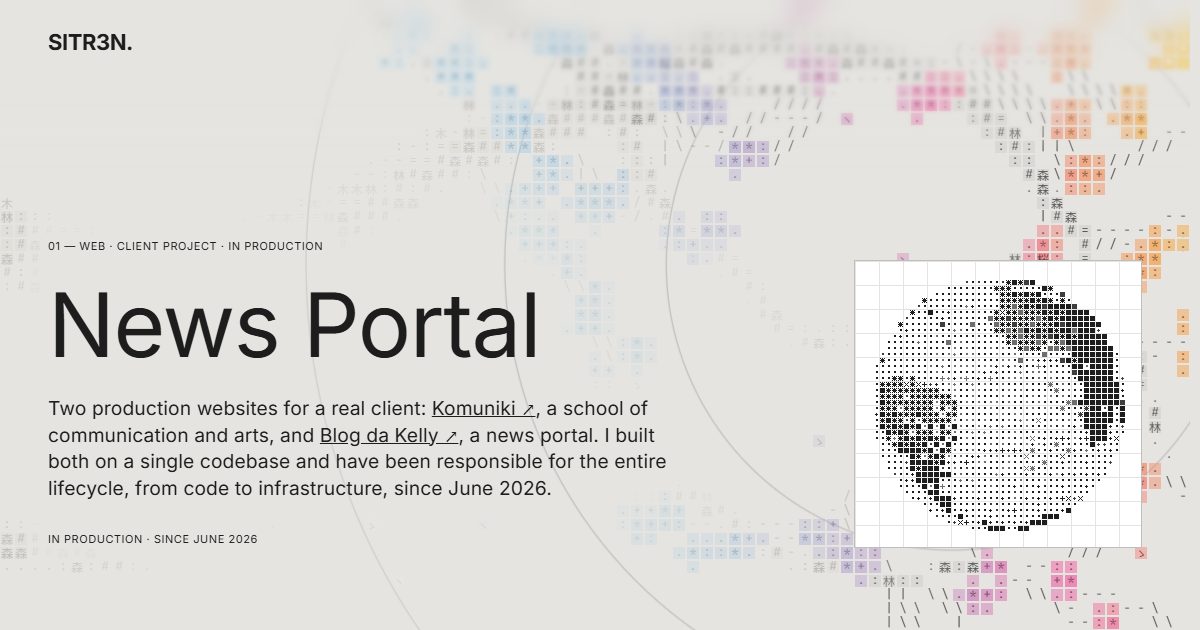 SITR3N.
01 — WEB · CLIENT PROJECT · IN PRODUCTION
News Portal
Two production websites for a real client: Komuniki ↗, a school of
communication and arts, and Blog da Kelly ↗, a news portal. I built
both on a single codebase and have been responsible for the entire
lifecycle, from code to infrastructure, since June 2026.
IN PRODUCTION · SINCE JUNE 2026